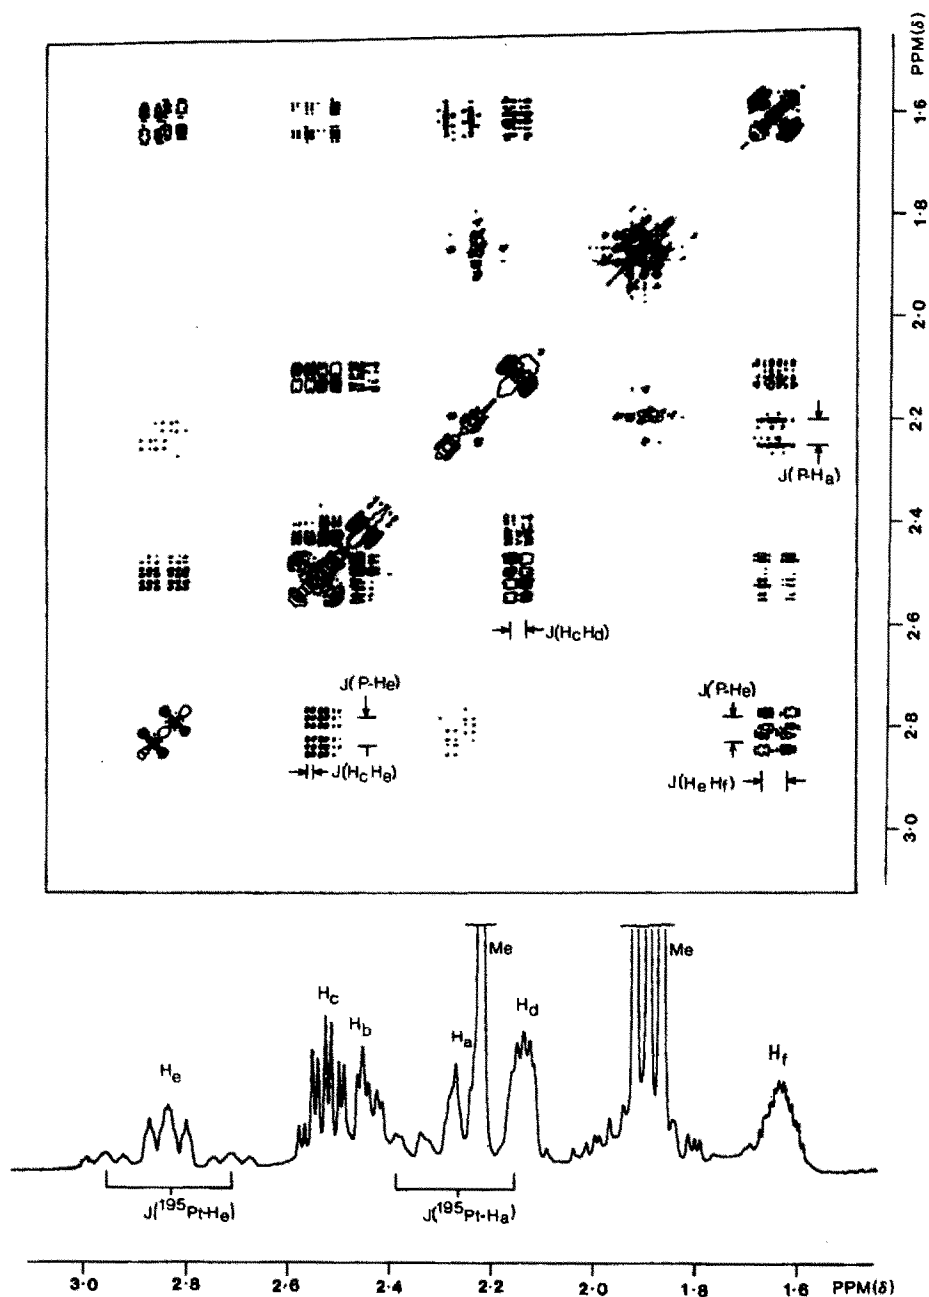 PPM(δ)
1·6
1·8
2·0
2·2
J(P-Ha)
2·4
2·6
J(HcHd)
J(P-He)
J(P-He)
2·8
J(HcHe)
J(HeHf)
3·0
Me
Me
Hc
Hd
Hb
Ha
He
Hf
J(195Pt-He)
J(195Pt-Ha)
3·0 2·8 2·6 2·4 2·2 2·0 1·8 1·6 PPM(δ)